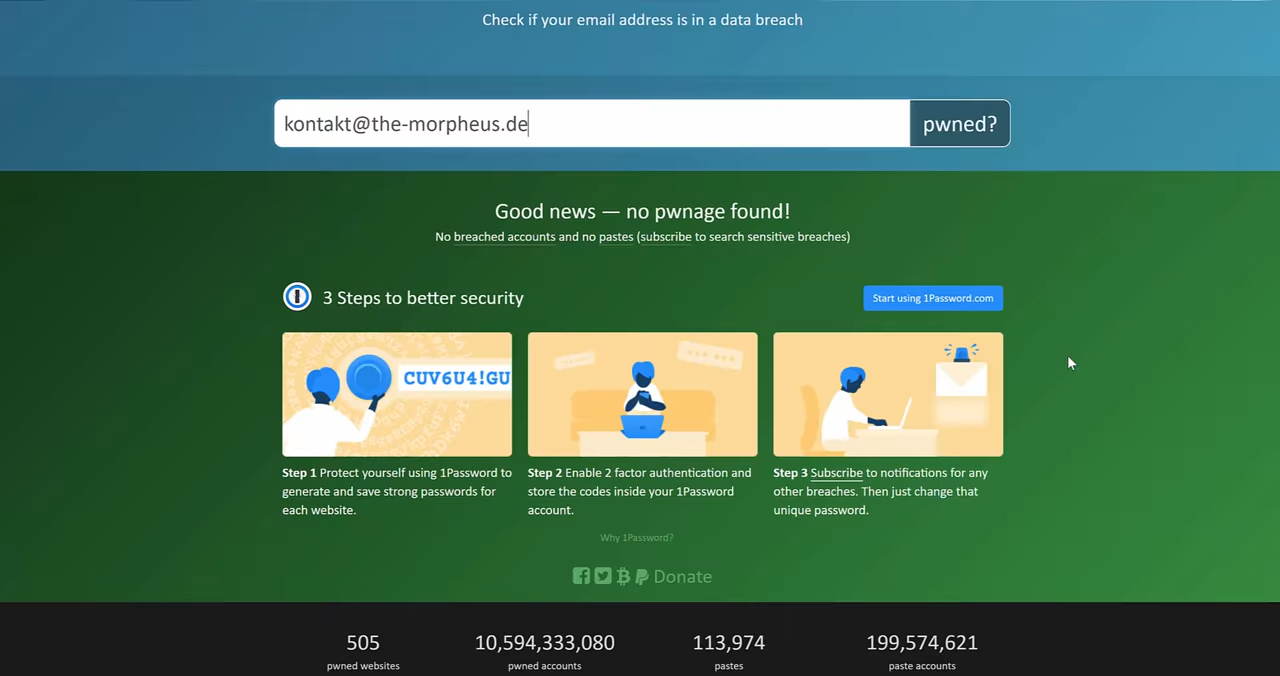 Check if your email address is in a data breach
kontakt@the-morpheus.de
pwned?
Good news — no pwnage found!
No breached accounts and no pastes (subscribe to search sensitive breaches)
3 Steps to better security
Start using 1Password.com
CUV6U4!GU
Step 1 Protect yourself using 1Password to
generate and save strong passwords for
each website.
Step 2 Enable 2 factor authentication and
store the codes inside your 1Password
account.
Step 3 Subscribe to notifications for any
other breaches. Then just change that
unique password.
Why 1Password?
Donate
505
pwned websites
10,594,333,080
pwned accounts
113,974
pastes
199,574,621
paste accounts